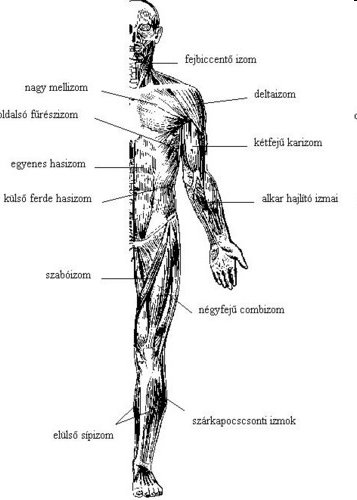 fejbiccentő izom
nagy mellizom
deltaizom
oldalsó fűrészizom
kétfejű karizom
egyenes hasizom
külső ferde hasizom
alkar hajlító izmai
szabóizom
négyfejű combizom
szárkapocscsonti izmok
elülső sípizom